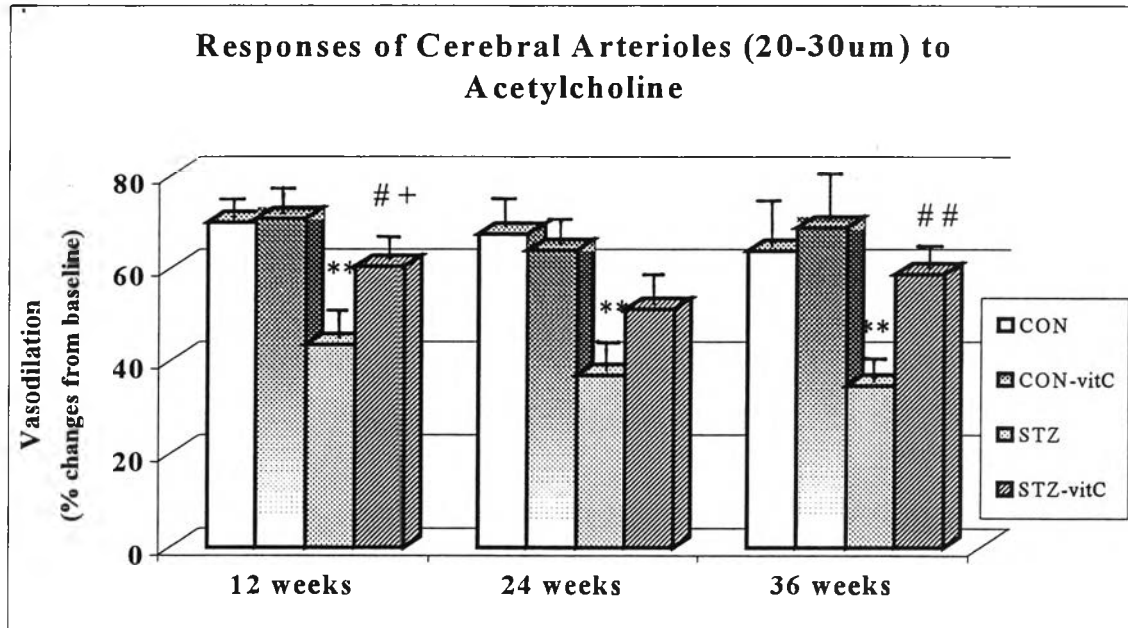 Responses of Cerebral Arterioles (20-30um) to
Acetylcholine
Vasodilation
(% changes from baseline)
80
60
40
20
0
# +
**
**
# #
**
12 weeks
24 weeks
36 weeks
CON
CON-vitC
STZ
STZ-vitC